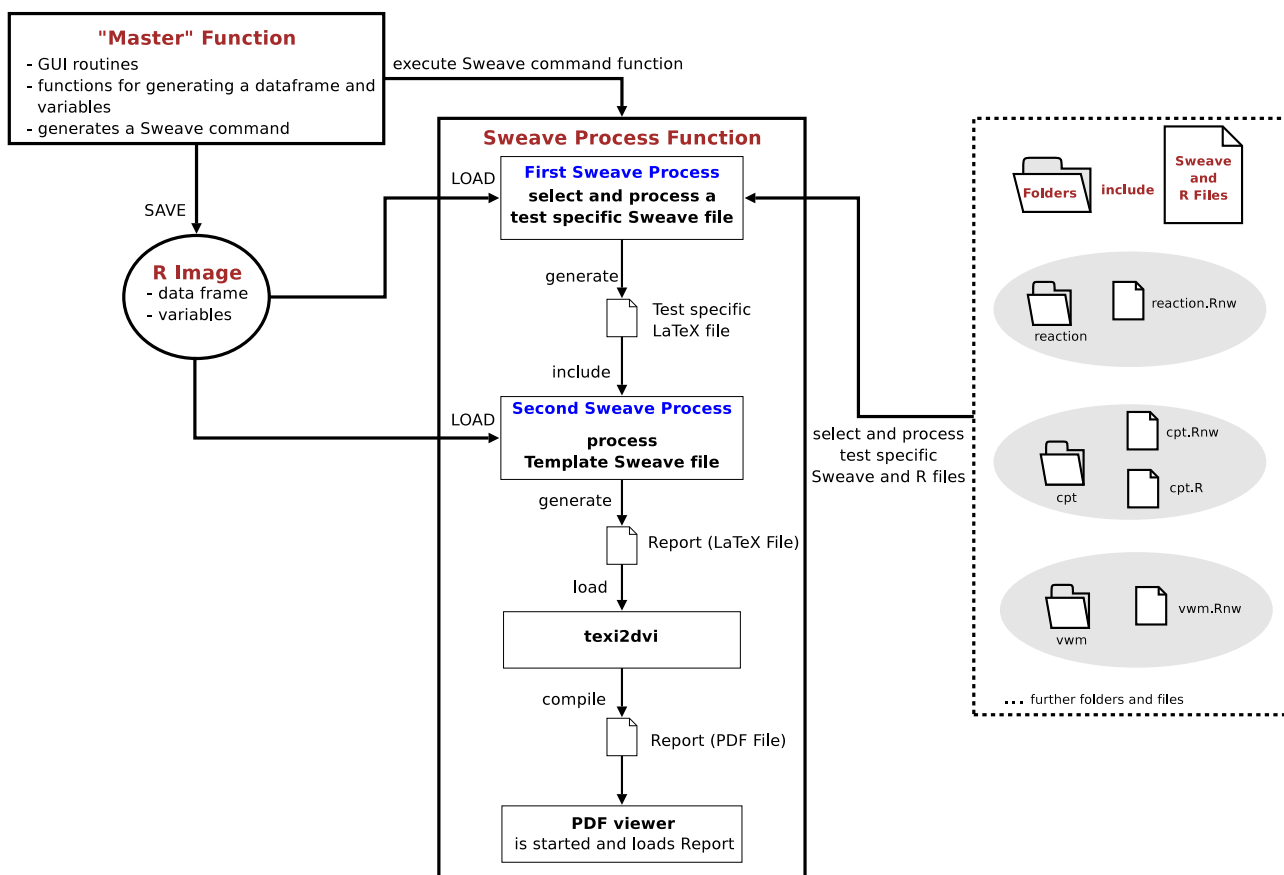 "Master" Function
- GUI routines
- functions for generating a dataframe and
variables
- generates a Sweave command
execute Sweave command function
SAVE
R Image
- data frame
- variables
LOAD
LOAD
Sweave Process Function
First Sweave Process
select and process a
test specific Sweave file
generate
Test specific
LaTeX file
include
Second Sweave Process
process
Template Sweave file
generate
Report (LaTeX File)
load
texi2dvi
compile
Report (PDF File)
PDF viewer
is started and loads Report
select and process
test specific
Sweave and R files
Folders
include
Sweave
and
R Files
reaction
reaction.Rnw
cpt
cpt.Rnw
cpt.R
vwm
vwm.Rnw
... further folders and files